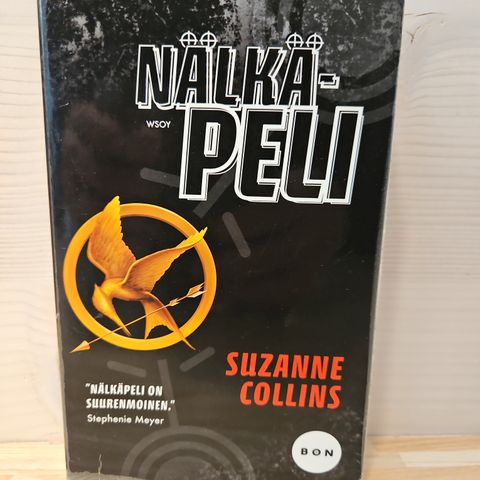 NÄLKÄ-
WSOY
PELI
SUZANNE
COLLINS
"NÄLKÄPELI ON
SUURENMOINEN."
Stephenie Meyer
BON